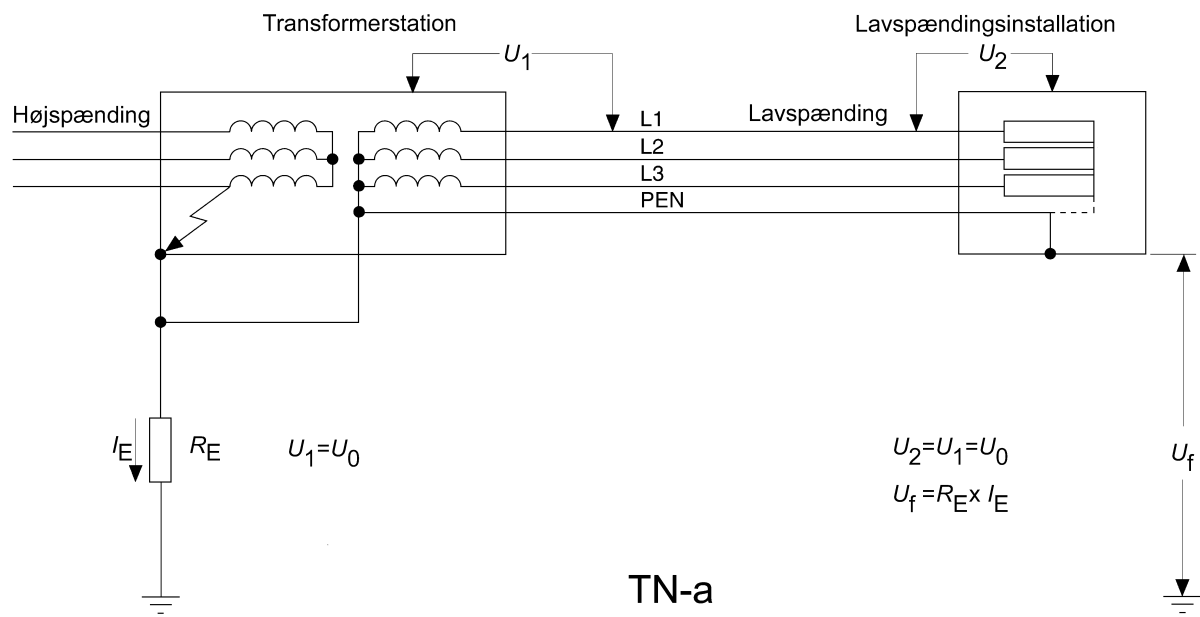 Transformerstation
Lavspændingsinstallation
U1
U2
Højspænding
L1
Lavspænding
L2
L3
PEN
IE
RE
U1=U0
U2=U1=U0
Uf
Uf =REx IE
TN-a